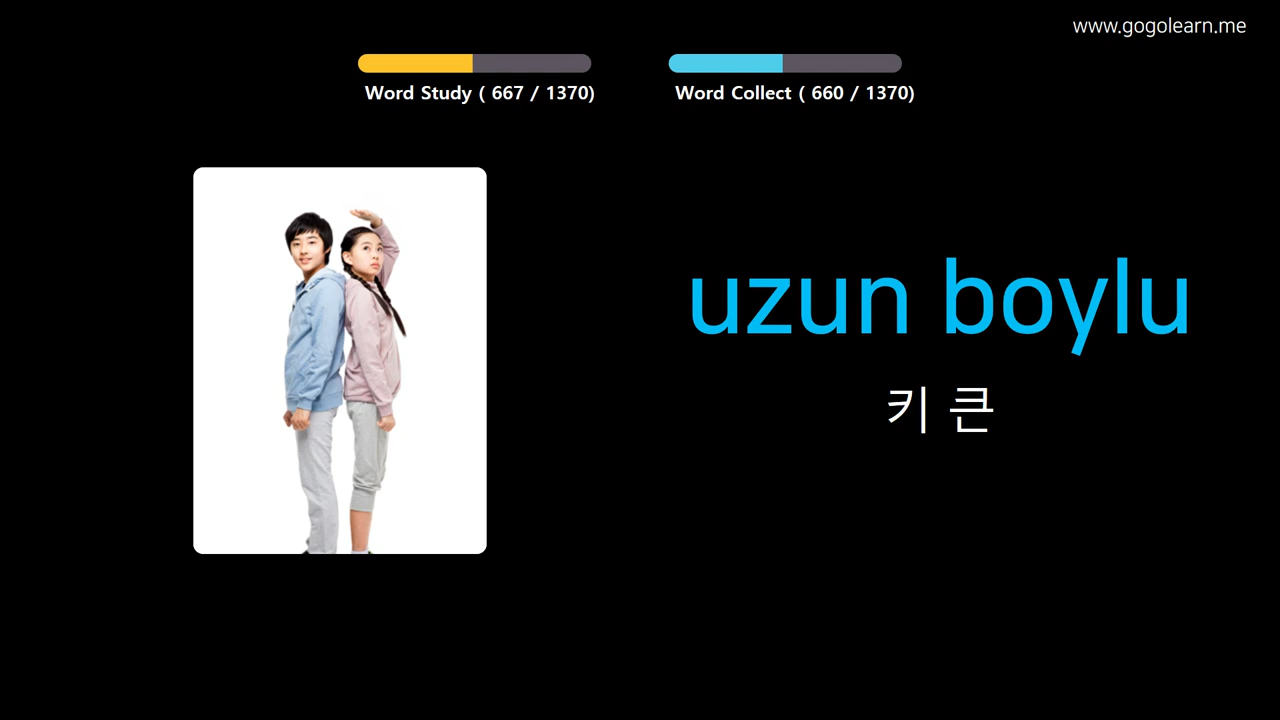 www.gogolearn.me
Word Study ( 667 / 1370)
Word Collect ( 660 / 1370)
uzun boylu
키 큰